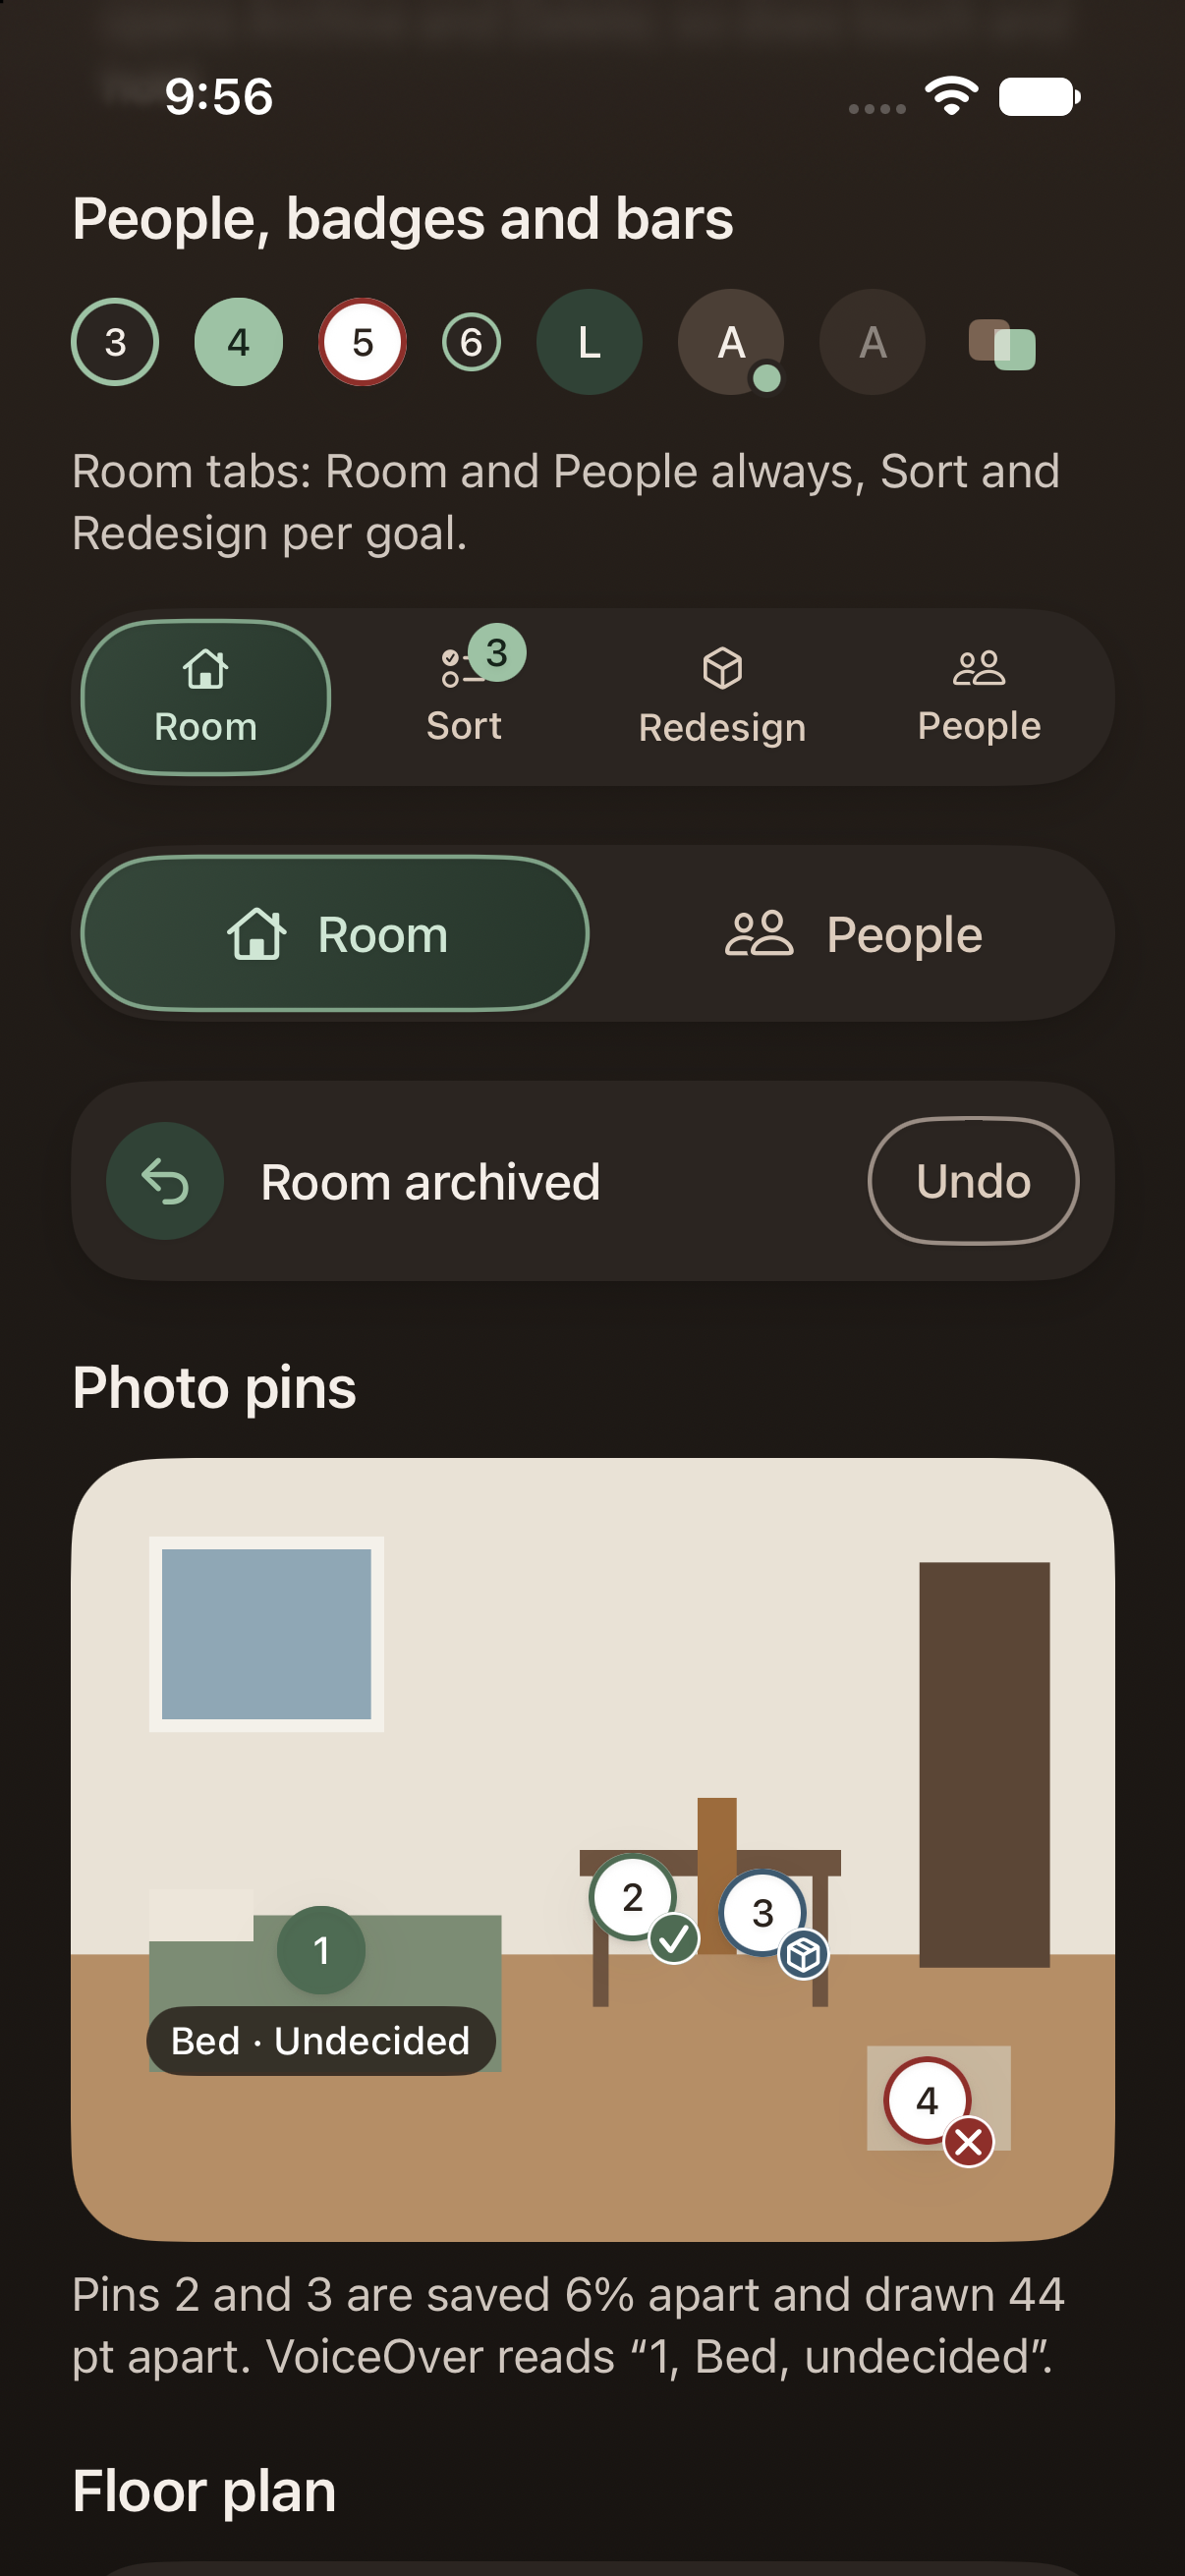 9:56
People, badges and bars
3 4 5 6 L A A
Room tabs: Room and People always, Sort and
Redesign per goal.
3
Room Sort Redesign People
Room People
Room archived Undo
Photo pins
2
3
1
Bed · Undecided
4
Pins 2 and 3 are saved 6% apart and drawn 44
pt apart. VoiceOver reads “1, Bed, undecided”.
Floor plan